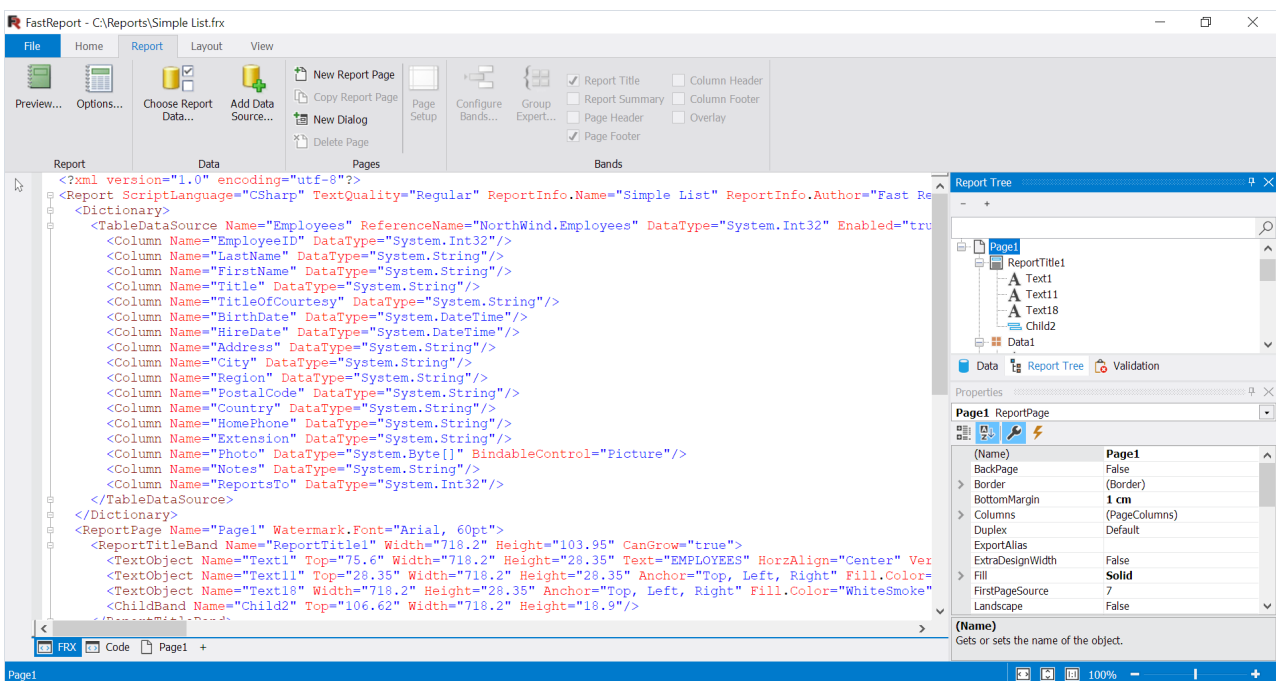 FastReport - C:\Reports\Simple List.frx
File Home Report Layout View
Preview... Options... Choose Report Data... Add Data Source... New Report Page Copy Report Page New Dialog Delete Page Page Setup Configure Bands... Group Expert... Report Title Report Summary Page Header Page Footer Column Header Column Footer Overlay
Report Data Pages Bands
<?xml version="1.0" encoding="utf-8"?>
<Report ScriptLanguage="CSharp" TextQuality="Regular" ReportInfo.Name="Simple List" ReportInfo.Author="Fast Re
<Dictionary>
<TableDataSource Name="Employees" ReferenceName="NorthWind.Employees" DataType="System.Int32" Enabled="tru
<Column Name="EmployeeID" DataType="System.Int32"/>
<Column Name="LastName" DataType="System.String"/>
<Column Name="FirstName" DataType="System.String"/>
<Column Name="Title" DataType="System.String"/>
<Column Name="TitleOfCourtesy" DataType="System.String"/>
<Column Name="BirthDate" DataType="System.DateTime"/>
<Column Name="HireDate" DataType="System.DateTime"/>
<Column Name="Address" DataType="System.String"/>
<Column Name="City" DataType="System.String"/>
<Column Name="Region" DataType="System.String"/>
<Column Name="PostalCode" DataType="System.String"/>
<Column Name="Country" DataType="System.String"/>
<Column Name="HomePhone" DataType="System.String"/>
<Column Name="Extension" DataType="System.String"/>
<Column Name="Photo" DataType="System.Byte[]" BindableControl="Picture"/>
<Column Name="Notes" DataType="System.String"/>
<Column Name="ReportsTo" DataType="System.Int32"/>
</TableDataSource>
</Dictionary>
<ReportPage Name="Page1" Watermark.Font="Arial, 60pt">
<ReportTitleBand Name="ReportTitle1" Width="718.2" Height="103.95" CanGrow="true">
<TextObject Name="Text1" Top="75.6" Width="718.2" Height="28.35" Text="EMPLOYEES" HorzAlign="Center" Ver
<TextObject Name="Text11" Top="28.35" Width="718.2" Height="28.35" Anchor="Top, Left, Right" Fill.Color=
<TextObject Name="Text18" Width="718.2" Height="28.35" Anchor="Top, Left, Right" Fill.Color="WhiteSmoke"
<ChildBand Name="Child2" Top="106.62" Width="718.2" Height="18.9"/>
</ReportTitleBand>
FRX Code Page1 +
Report Tree
- +
Page1
ReportTitle1
Text1
Text11
Text18
Child2
Data1
Data Report Tree Validation
Properties
Page1 ReportPage
(Name) Page1
BackPage False
Border (Border)
BottomMargin 1 cm
Columns (PageColumns)
Duplex Default
ExportAlias
ExtraDesignWidth False
Fill Solid
FirstPageSource 7
Landscape False
(Name)
Gets or sets the name of the object.
Page1 100%